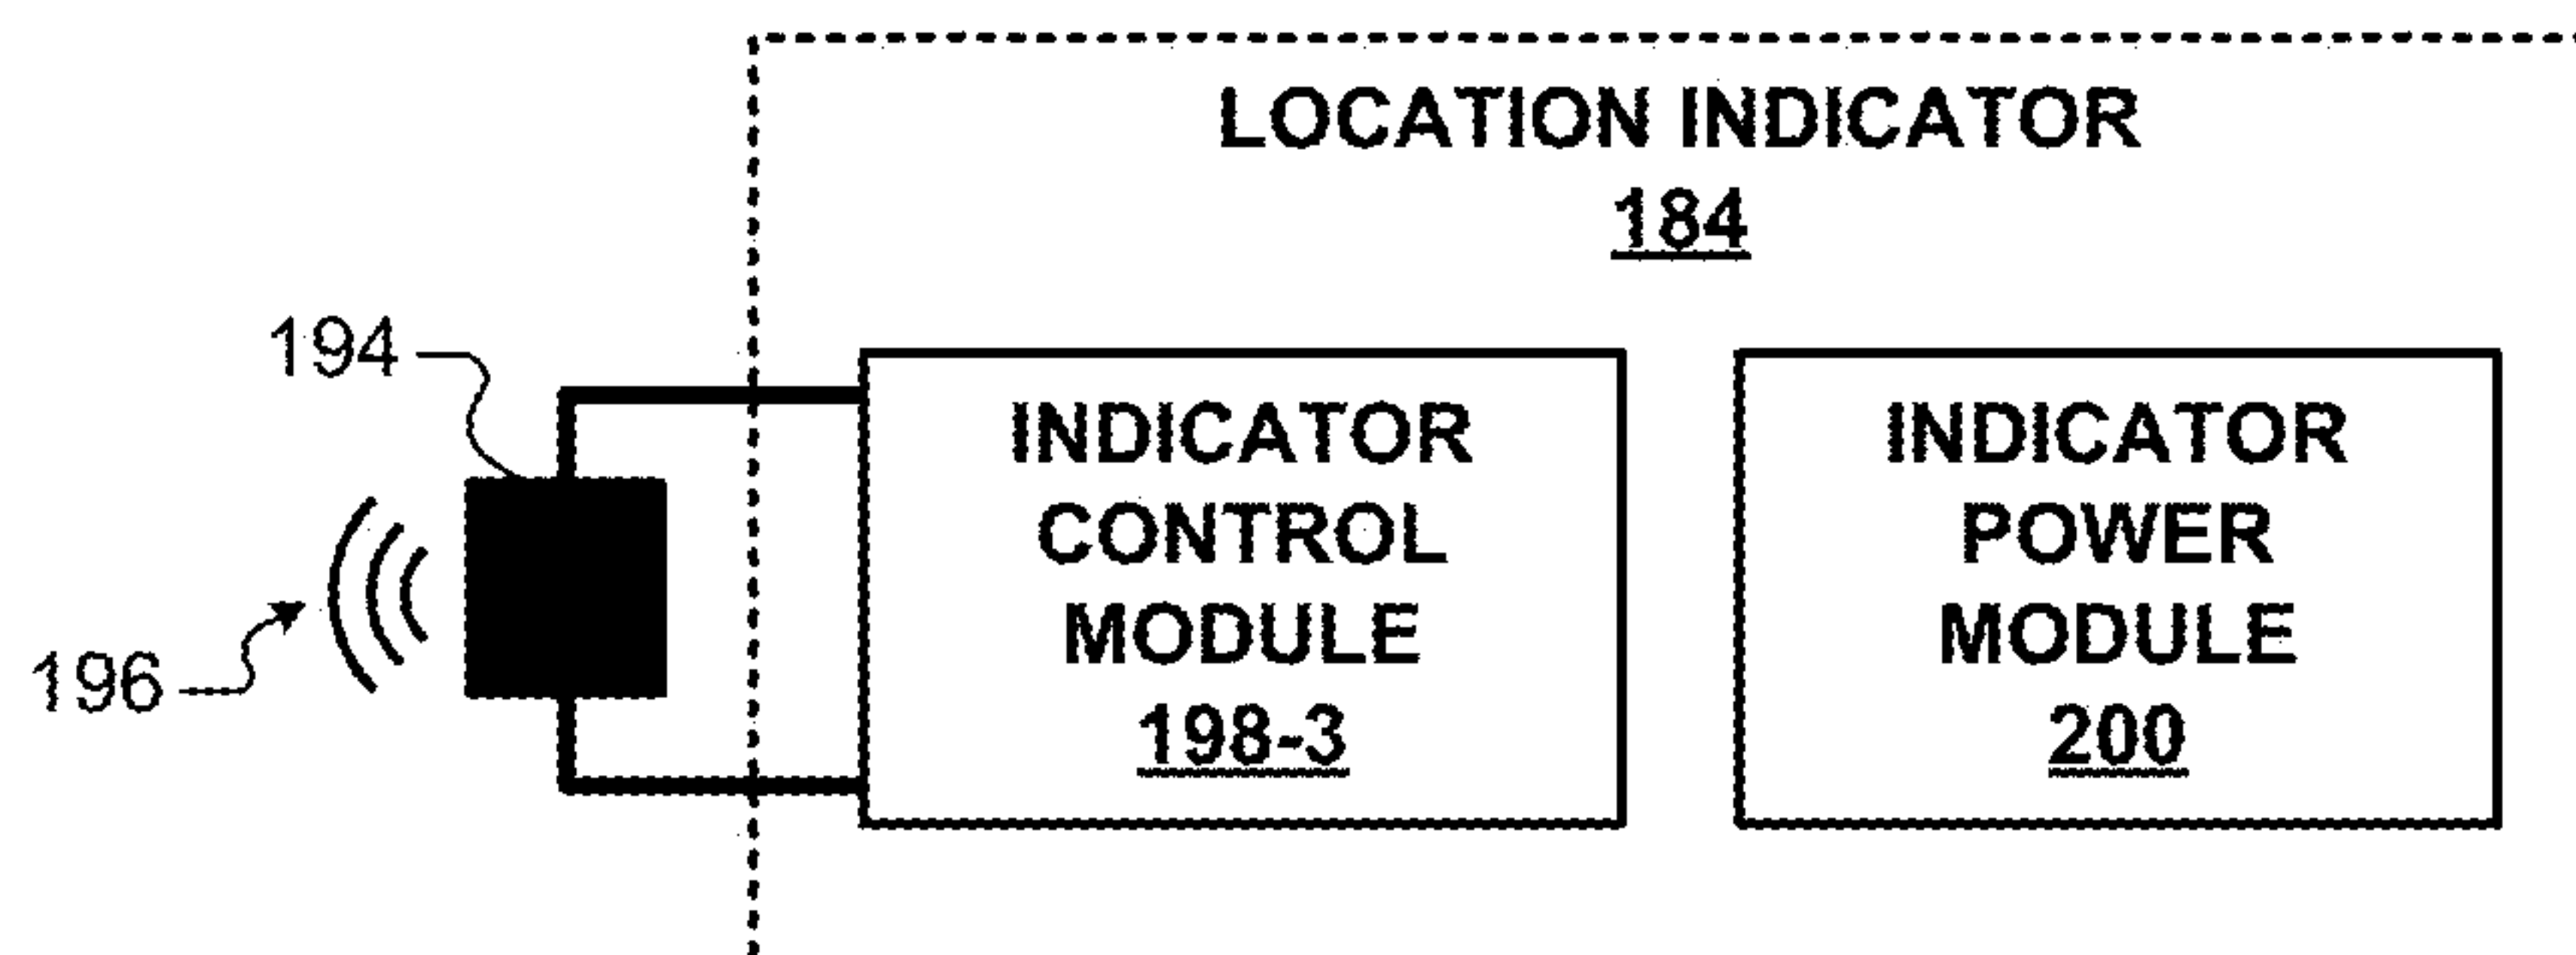 LOCATION INDICATOR
184
194
196
INDICATOR
CONTROL
MODULE
198-3
INDICATOR
POWER
MODULE
200